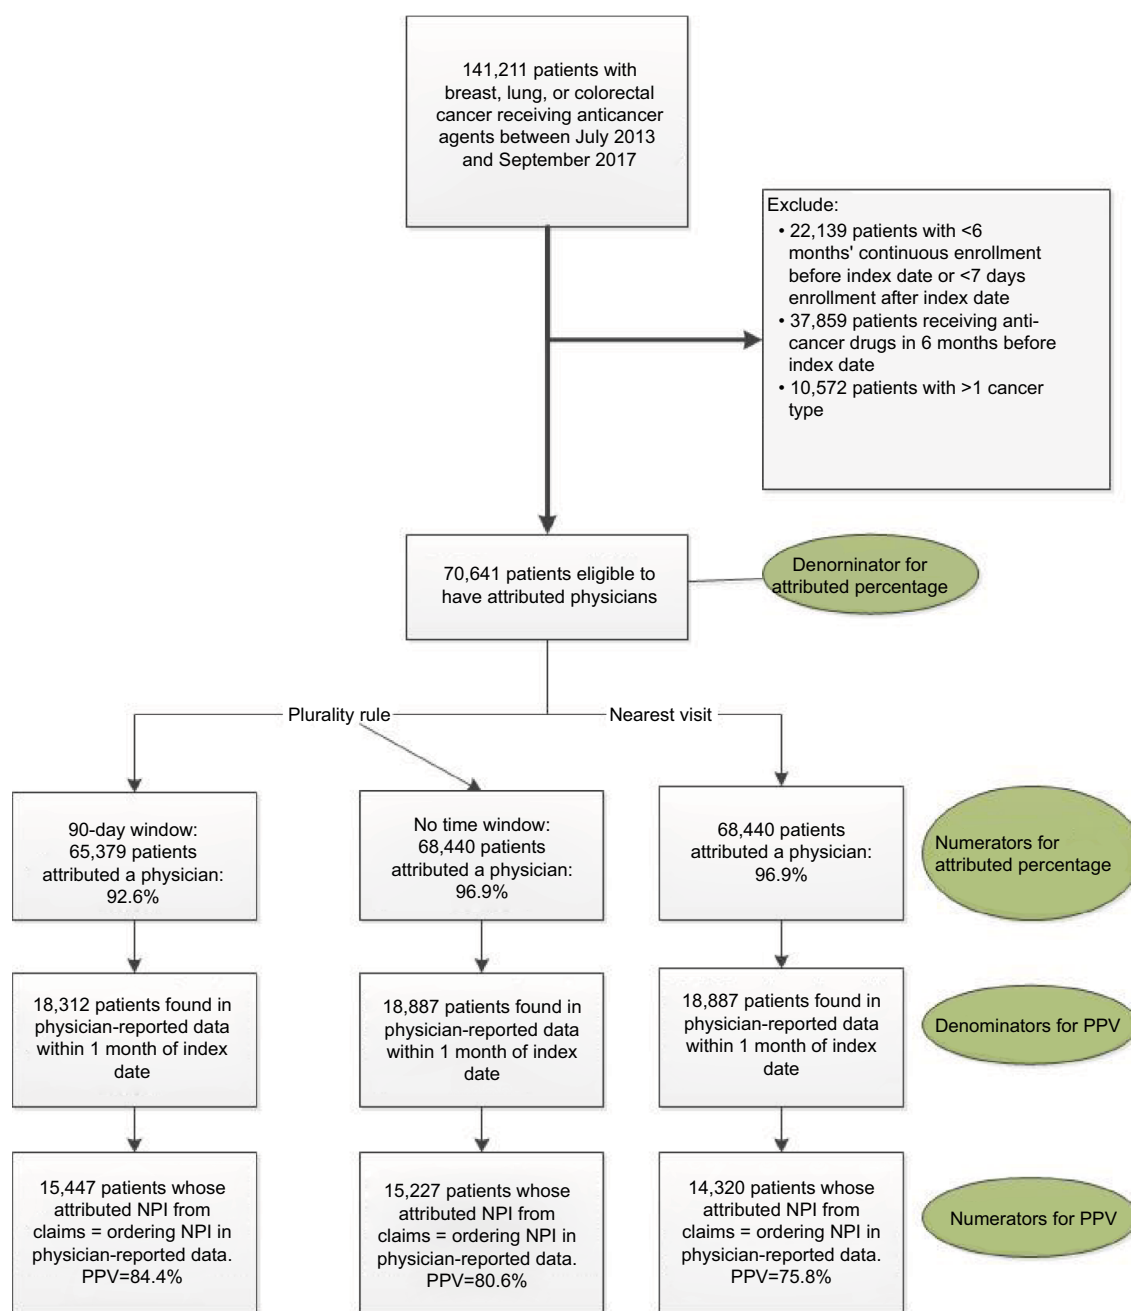 141,211 patients with
breast, lung, or colorectal
cancer receiving anticancer
agents between July 2013
and September 2017
Exclude:
• 22,139 patients with <6
months' continuous enrollment
before index date or <7 days
enrollment after index date
• 37,859 patients receiving anti-
cancer drugs in 6 months before
index date
• 10,572 patients with >1 cancer
type
70,641 patients eligible to
have attributed physicians
Denorninator for
attributed percentage
Plurality rule
Nearest visit
90-day window:
65,379 patients
attributed a physician:
92.6%
No time window:
68,440 patients
attributed a physician:
96.9%
68,440 patients
attributed a physician:
96.9%
Numerators for
attributed percentage
18,312 patients found in
physician-reported data
within 1 month of index
date
18,887 patients found in
physician-reported data
within 1 month of index
date
18,887 patients found in
physician-reported data
within 1 month of index
date
Denominators for PPV
15,447 patients whose
attributed NPI from
claims = ordering NPI in
physician-reported data.
PPV=84.4%
15,227 patients whose
attributed NPI from
claims = ordering NPI in
physician-reported data.
PPV=80.6%
14,320 patients whose
attributed NPI from
claims = ordering NPI in
physician-reported data.
PPV=75.8%
Numerators for PPV